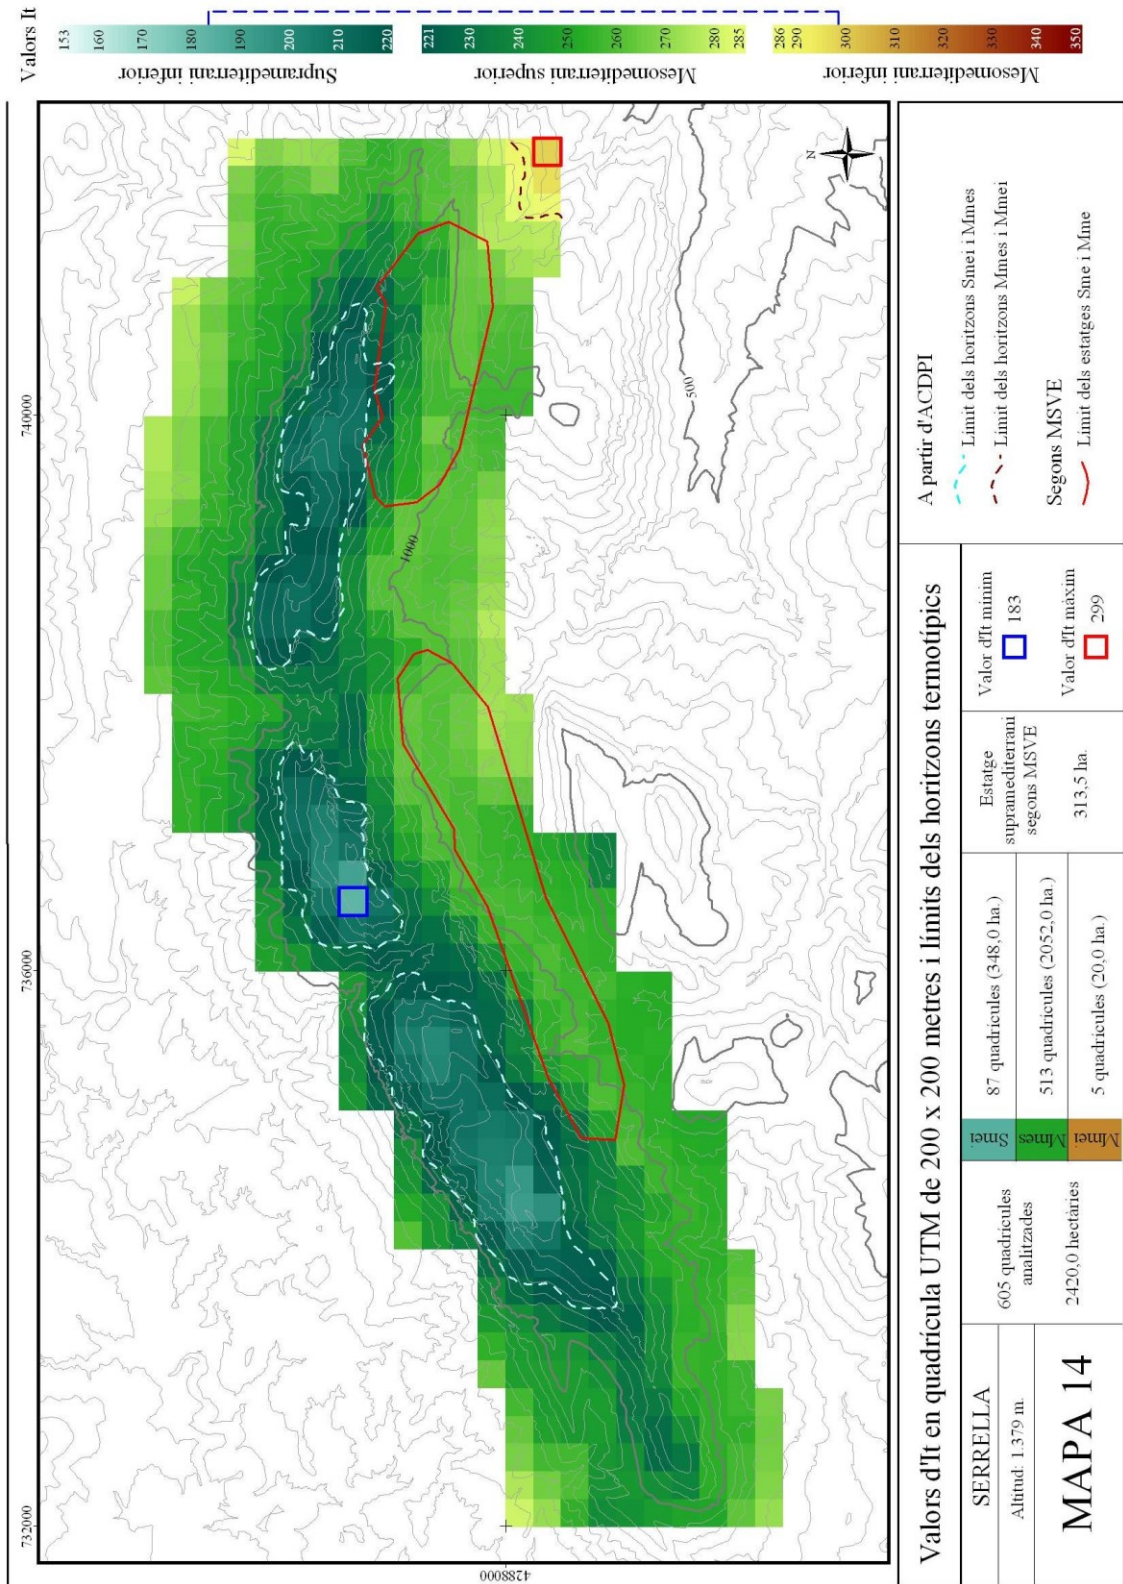 Valors It
153
160
170
180
190
200
210
220
Supramediterrani inferior
221
230
240
250
260
270
280
285
Mesomediterrani superior
286
290
300
310
320
330
340
350
Mesomediterrani inferior
732000
736000
740000
4288000
1000
500
N
Valors d'It en quadrícula UTM de 200 x 200 metres i límits dels horitzons termotípics
SERRELLA
Altitud: 1.379 m.
MAPA 14
605 quadrícules
analitzades
2420,0 hectàries
Smei
87 quadrícules (348,0 ha.)
Mmes
513 quadrícules (2052,0 ha.)
Mmei
5 quadrícules (20,0 ha.)
Estatge
supramediterrani
segons MSVE
313,5 ha.
Valor d'It mínim
183
Valor d'It màxim
299
A partir d'ACDPI
Límit dels horitzons Smei i Mmes
Límit dels horitzons Mmes i Mmei
Segons MSVE
Límit dels estatges Sme i Mme